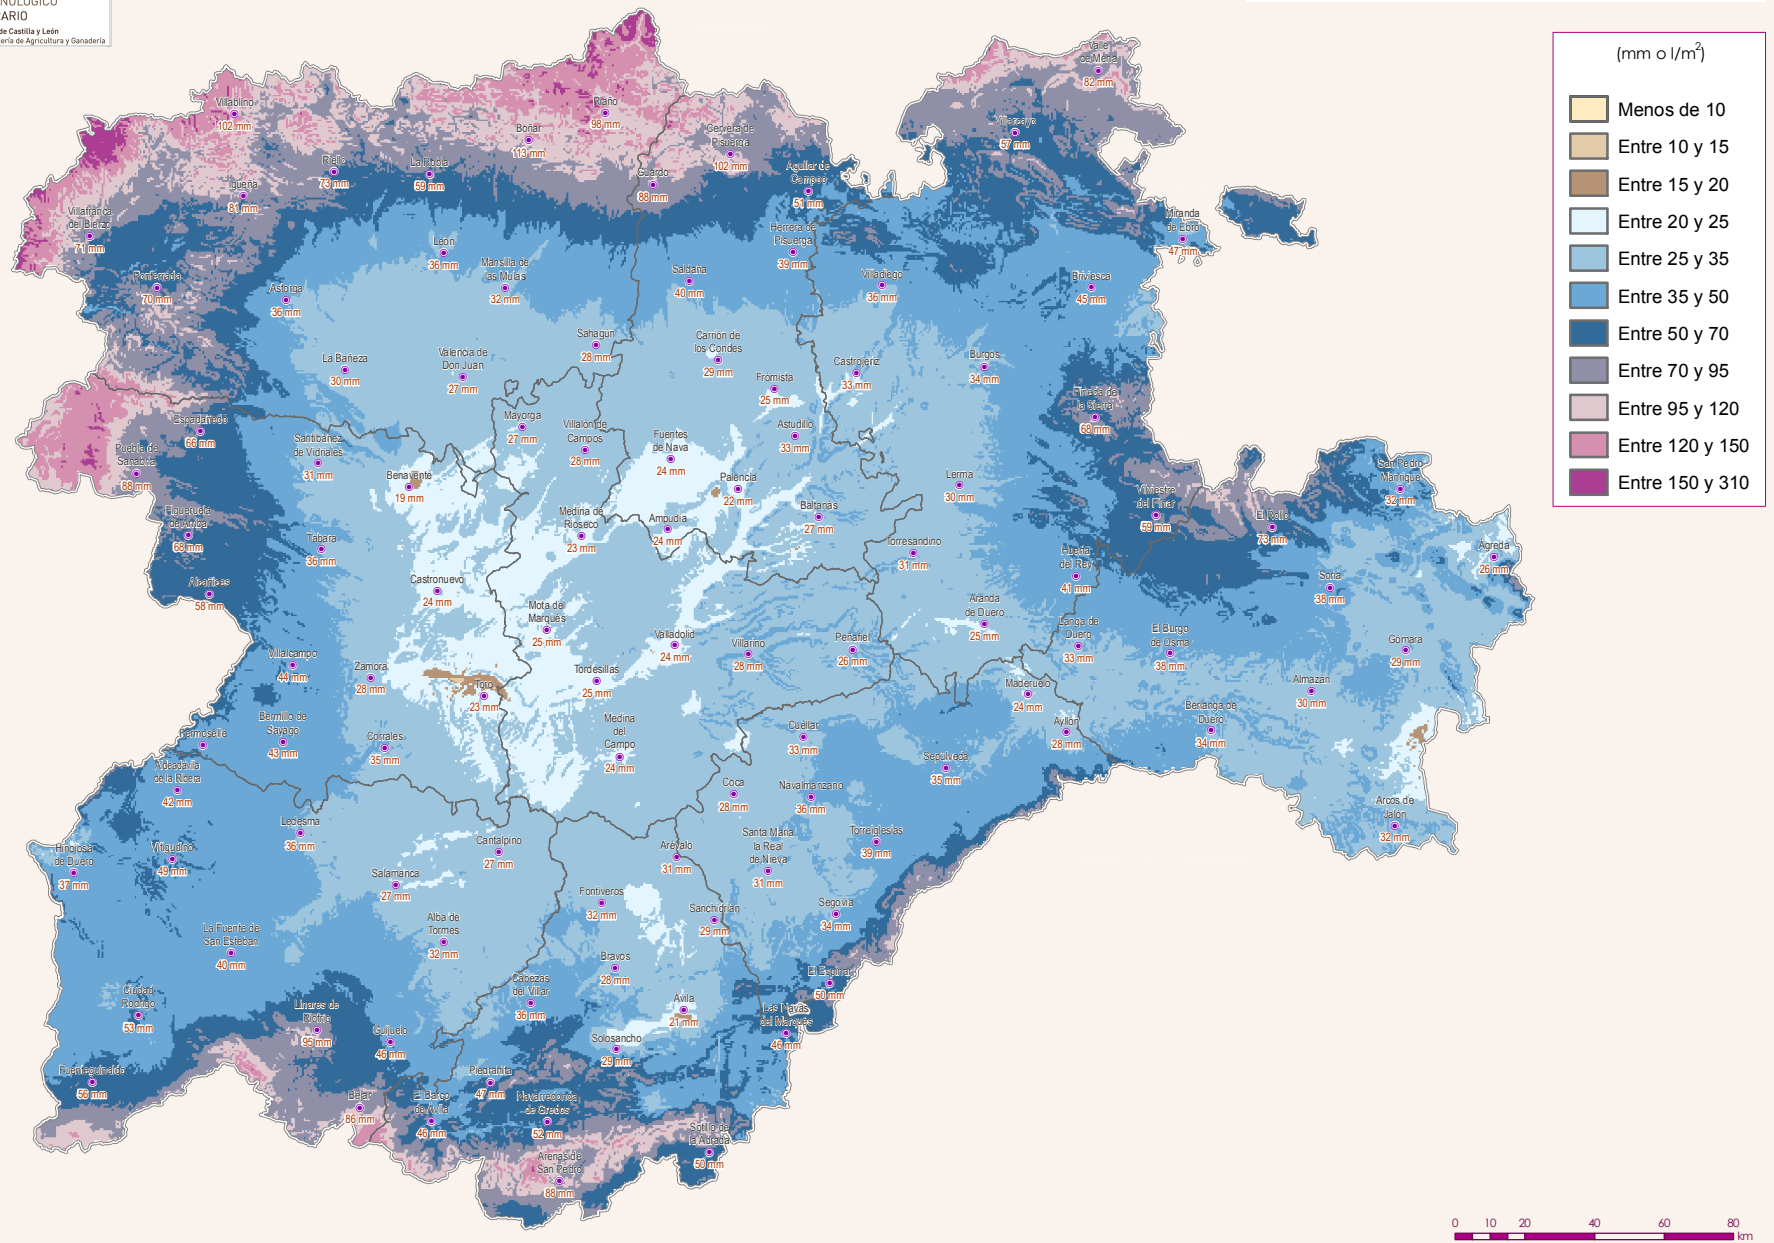 NOLÓGICO
RARIO
de Castilla y León
ería de Agricultura y Ganadería
(mm o l/m²)
Menos de 10
Entre 10 y 15
Entre 15 y 20
Entre 20 y 25
Entre 25 y 35
Entre 35 y 50
Entre 50 y 70
Entre 70 y 95
Entre 95 y 120
Entre 120 y 150
Entre 150 y 310
Valle
de Mena
82 mm
Villablino
102 mm
Riaño
98 mm
Boñar
113 mm
Cervera de
Pisuerga
102 mm
Villarcayo
57 mm
Riello
73 mm
La Robla
59 mm
Guardo
88 mm
Aguilar de
Campoo
51 mm
Igüeña
81 mm
Villafranca
del Bierzo
71 mm
León
36 mm
Herrera de
Pisuerga
39 mm
Miranda
de Ebro
47 mm
Ponferrada
70 mm
Astorga
36 mm
Mansilla de
las Mulas
32 mm
Saldaña
40 mm
Villadiego
36 mm
Briviesca
45 mm
La Bañeza
30 mm
Valencia de
Don Juan
27 mm
Sahagún
28 mm
Carrión de
los Condes
29 mm
Castrojeriz
33 mm
Burgos
34 mm
Frómista
25 mm
Pineda de
la Sierra
68 mm
Espadañedo
66 mm
Santibáñez
de Vidriales
31 mm
Mayorga
27 mm
Villalón de
Campos
28 mm
Fuentes
de Nava
24 mm
Astudillo
33 mm
Puebla de
Sanabria
88 mm
Benavente
19 mm
Palencia
22 mm
Lerma
30 mm
San Pedro
Manrique
32 mm
Figueruela
de Arriba
68 mm
Medina de
Rioseco
23 mm
Ampudia
24 mm
Baltanás
27 mm
Vilviestre
del Pinar
59 mm
El Royo
73 mm
Tábara
36 mm
Torresandino
31 mm
Huerta
del Rey
41 mm
Ágreda
26 mm
Alcañices
58 mm
Castronuevo
24 mm
Soria
38 mm
Mota del
Marqués
25 mm
Valladolid
24 mm
Villarino
28 mm
Peñafiel
26 mm
Aranda
de Duero
25 mm
Langa de
Duero
33 mm
El Burgo
de Osma
38 mm
Gómara
29 mm
Villalcampo
44 mm
Zamora
28 mm
Toro
23 mm
Tordesillas
25 mm
Maderuelo
24 mm
Almazán
30 mm
Fermoselle
Bermillo de
Sayago
43 mm
Corrales
35 mm
Medina
del
Campo
24 mm
Cuéllar
33 mm
Ayllón
28 mm
Berlanga de
Duero
34 mm
Aldeadávila
de la Ribera
42 mm
Sepúlveda
35 mm
Coca
28 mm
Navalmanzano
36 mm
Arcos de
Jalón
32 mm
Ledesma
36 mm
Cantalpino
27 mm
Arévalo
31 mm
Santa María
la Real
de Nieva
31 mm
Torreiglesias
39 mm
Hinojosa
de Duero
37 mm
Vitigudino
49 mm
Salamanca
27 mm
Fontiveros
32 mm
Sanchidrián
29 mm
Segovia
34 mm
La Fuente de
San Esteban
40 mm
Alba de
Tormes
32 mm
Bravos
28 mm
El Espinar
50 mm
Ciudad
Rodrigo
53 mm
Linares de
Riofrío
95 mm
Cabezas
del Villar
36 mm
Ávila
21 mm
Las Navas
del Marqués
46 mm
Guijuelo
46 mm
Solosancho
29 mm
Fuenteguinaldo
56 mm
Piedrahíta
47 mm
Béjar
86 mm
El Barco
de Ávila
46 mm
Navarredonda
de Gredos
52 mm
Sotillo de
la Adrada
50 mm
Arenas de
San Pedro
88 mm
0 10 20 40 60 80
km